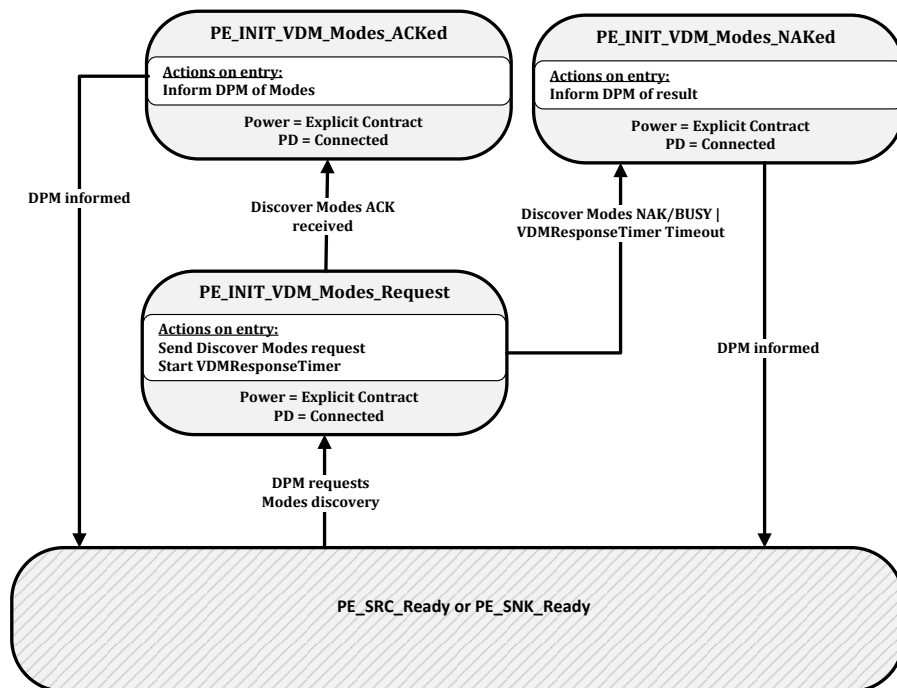 PE_INIT_VDM_Modes_ACKed
Actions on entry:
Inform DPM of Modes
Power = Explicit Contract
PD = Connected
PE_INIT_VDM_Modes_NAKed
Actions on entry:
Inform DPM of result
Power = Explicit Contract
PD = Connected
DPM informed
Discover Modes ACK
received
Discover Modes NAK/BUSY |
VDMResponseTimer Timeout
PE_INIT_VDM_Modes_Request
Actions on entry:
Send Discover Modes request
Start VDMResponseTimer
Power = Explicit Contract
PD = Connected
DPM informed
DPM requests
Modes discovery
PE_SRC_Ready or PE_SNK_Ready